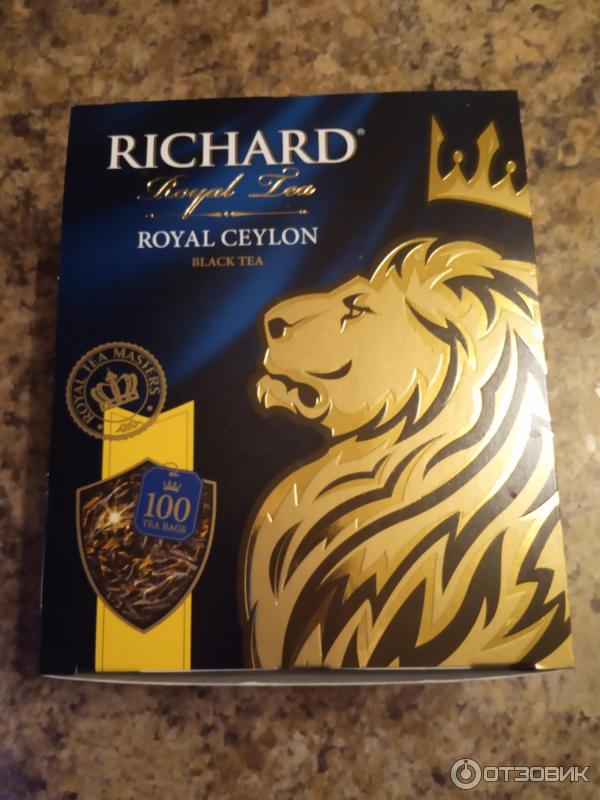 RICHARD®
Royal Tea
ROYAL CEYLON
BLACK TEA
ROYAL TEA MASTERS
100
TEA BAGS
ОТЗОВИК